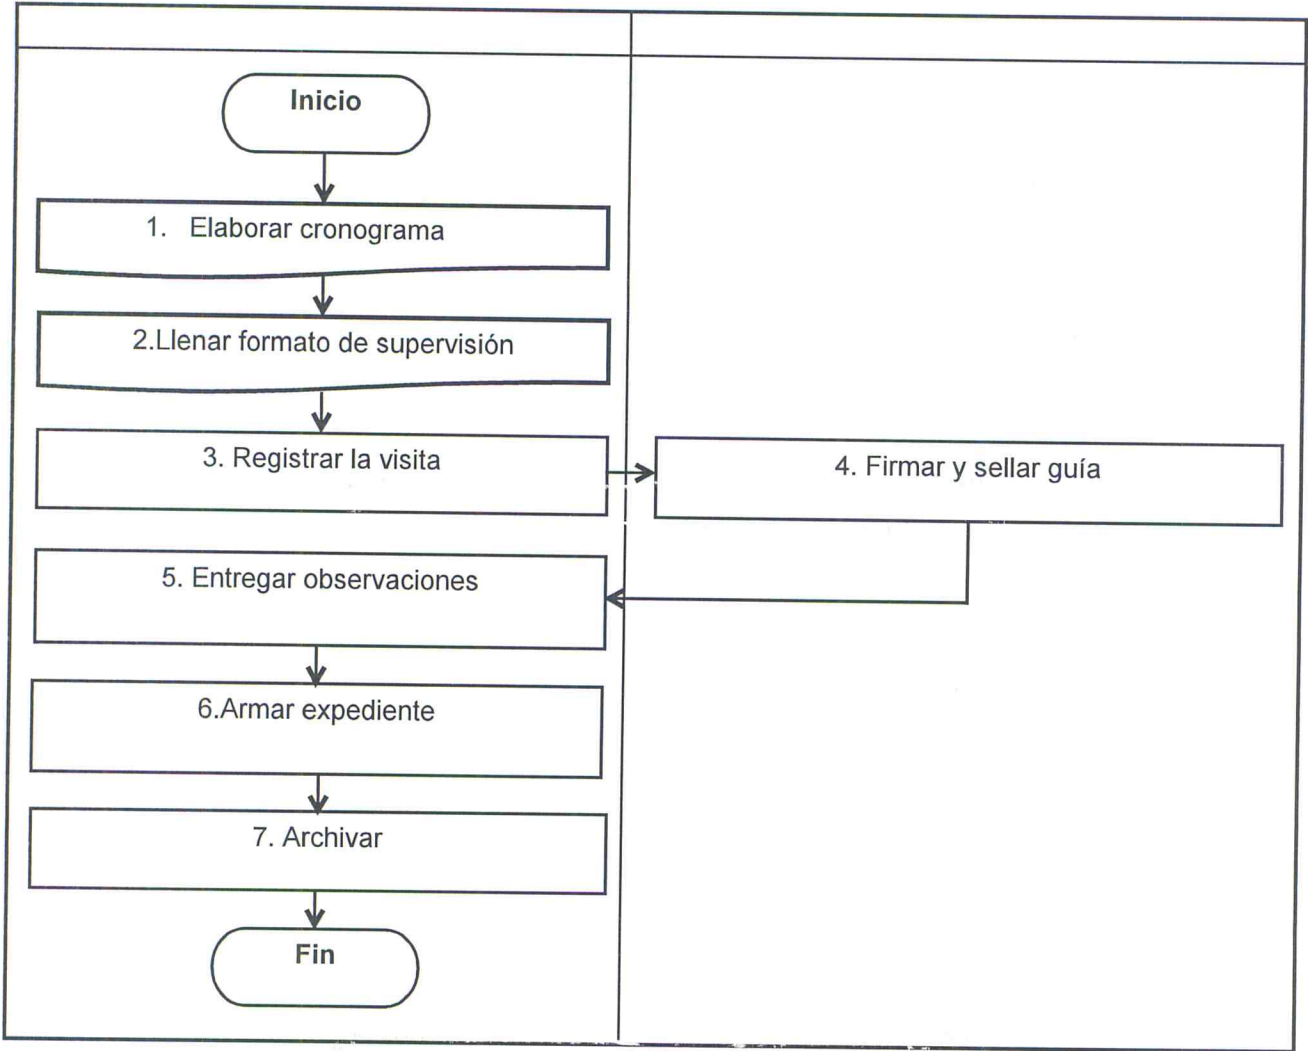 Inicio
1. Elaborar cronograma
2.Llenar formato de supervisión
3. Registrar la visita
4. Firmar y sellar guía
5. Entregar observaciones
6.Armar expediente
7. Archivar
Fin